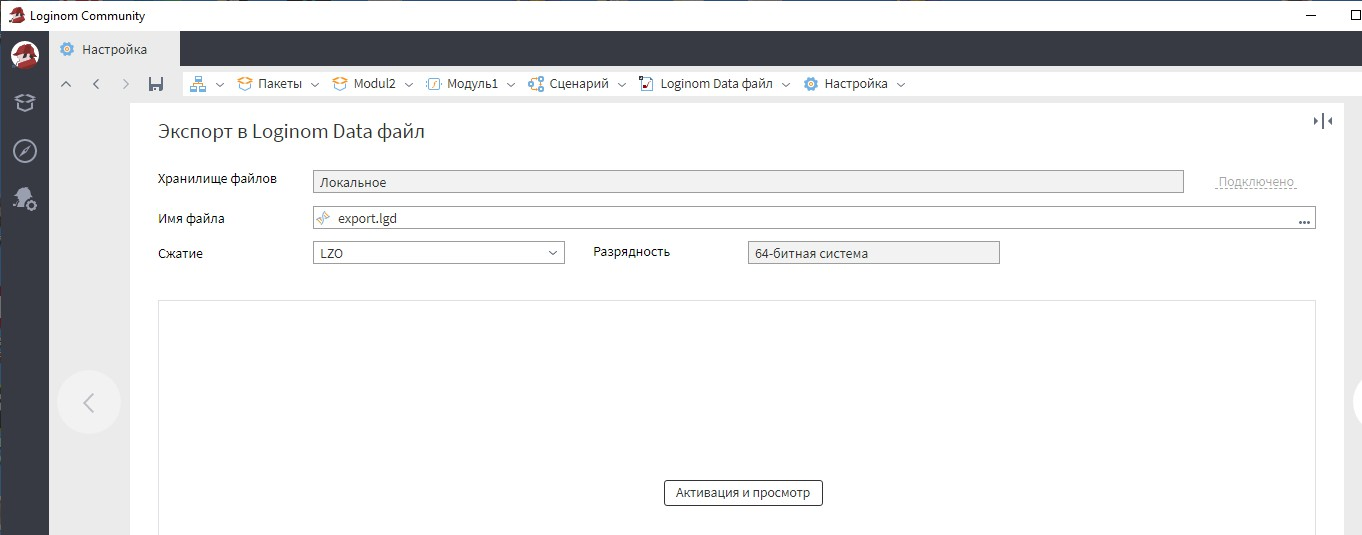 Loginom Community
Настройка
Пакеты Modul2 Модуль1 Сценарий Loginom Data файл Настройка
Экспорт в Loginom Data файл
Хранилище файлов Локальное Подключено
Имя файла export.lgd ...
Сжатие LZO Разрядность 64-битная система
Активация и просмотр